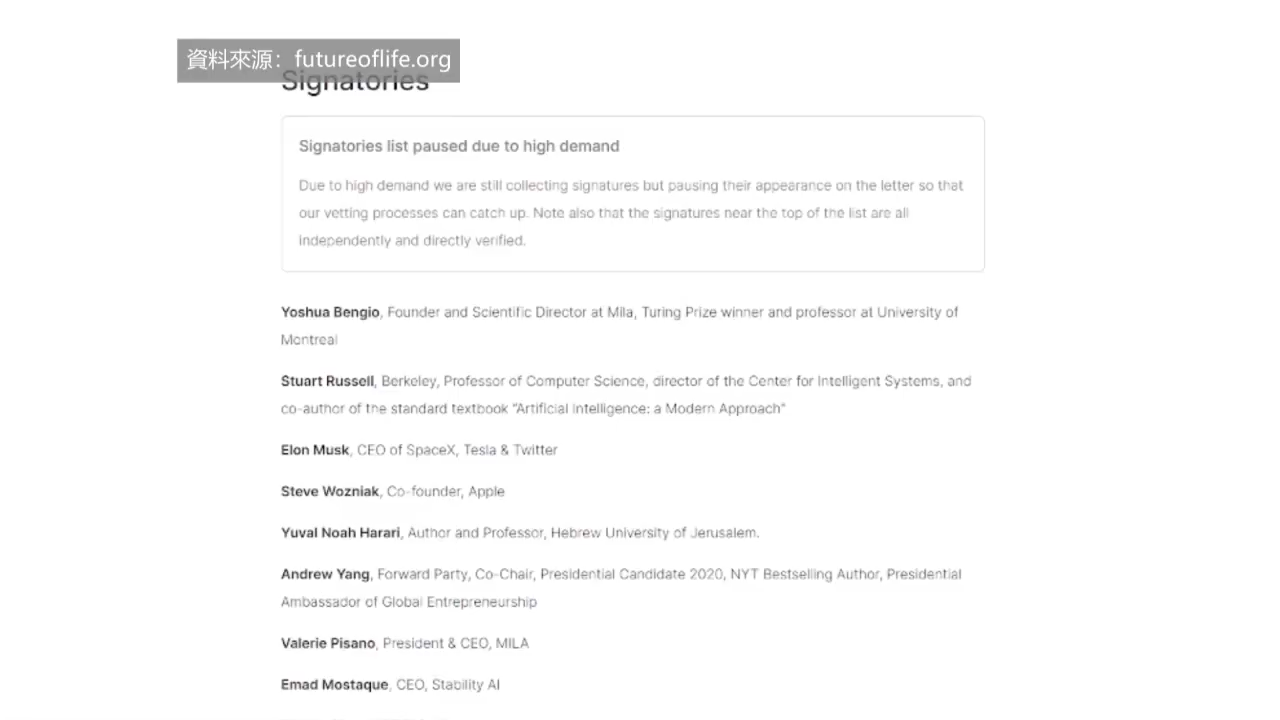 資料來源：futureoflife.org
Signatories
Signatories list paused due to high demand
Due to high demand we are still collecting signatures but pausing their appearance on the letter so that
our vetting processes can catch up. Note also that the signatures near the top of the list are all
independently and directly verified.
Yoshua Bengio, Founder and Scientific Director at Mila, Turing Prize winner and professor at University of
Montreal
Stuart Russell, Berkeley, Professor of Computer Science, director of the Center for Intelligent Systems, and
co-author of the standard textbook “Artificial Intelligence: a Modern Approach"
Elon Musk, CEO of SpaceX, Tesla & Twitter
Steve Wozniak, Co-founder, Apple
Yuval Noah Harari, Author and Professor, Hebrew University of Jerusalem.
Andrew Yang, Forward Party, Co-Chair, Presidential Candidate 2020, NYT Bestselling Author, Presidential
Ambassador of Global Entrepreneurship
Valerie Pisano, President & CEO, MILA
Emad Mostaque, CEO, Stability AI